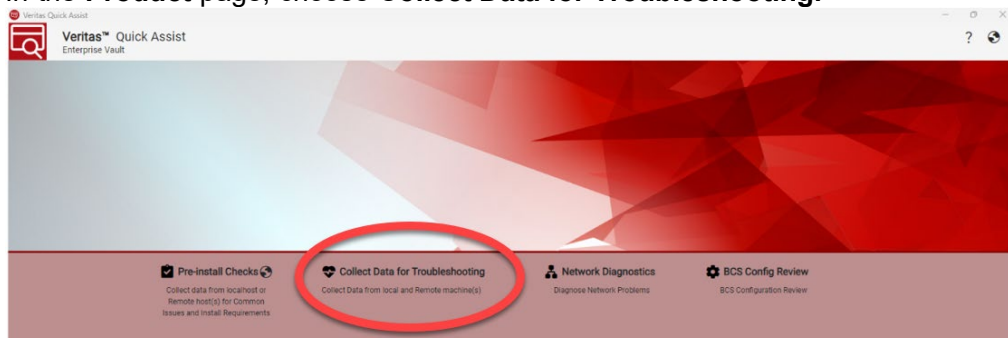 In the Product page, choose Collect Data for Troubleshooting.
Veritas Quick Assist
Veritas™ Quick Assist
Enterprise Vault
?
Pre-install Checks
Collect data from localhost or
Remote host(s) for Common
Issues and Install Requirements
Collect Data for Troubleshooting
Collect Data from local and Remote machine(s)
Network Diagnostics
Diagnose Network Problems
BCS Config Review
BCS Configuration Review